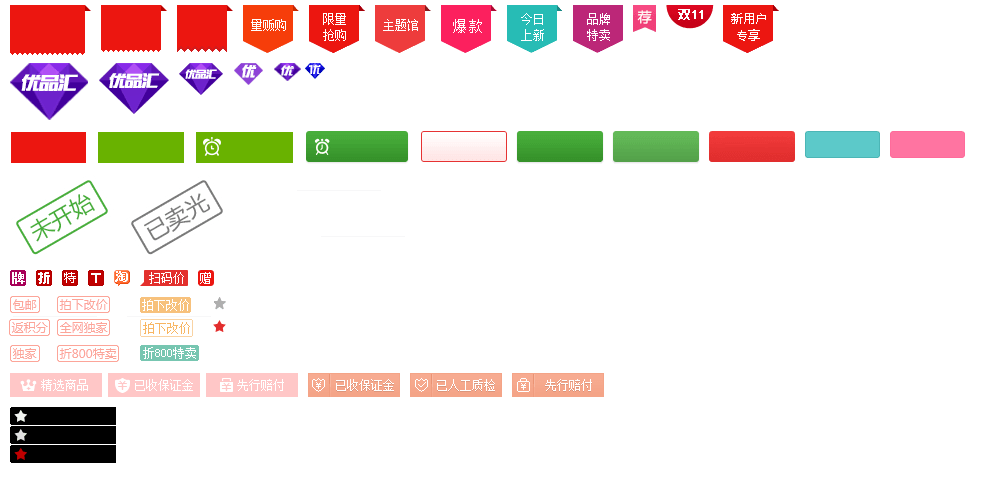 量贩购
限量
抢购
主题馆
爆款
今日
上新
品牌
特卖
荐
双11
新用户
专享
优品汇
优品汇
优品汇
优
优
优
未开始
已卖光
牌
折
特
T
淘
扫码价
赠
包邮
拍下改价
拍下改价
返积分
全网独家
拍下改价
独家
折800特卖
折800特卖
精选商品
已收保证金
先行赔付
已收保证金
已人工质检
先行赔付